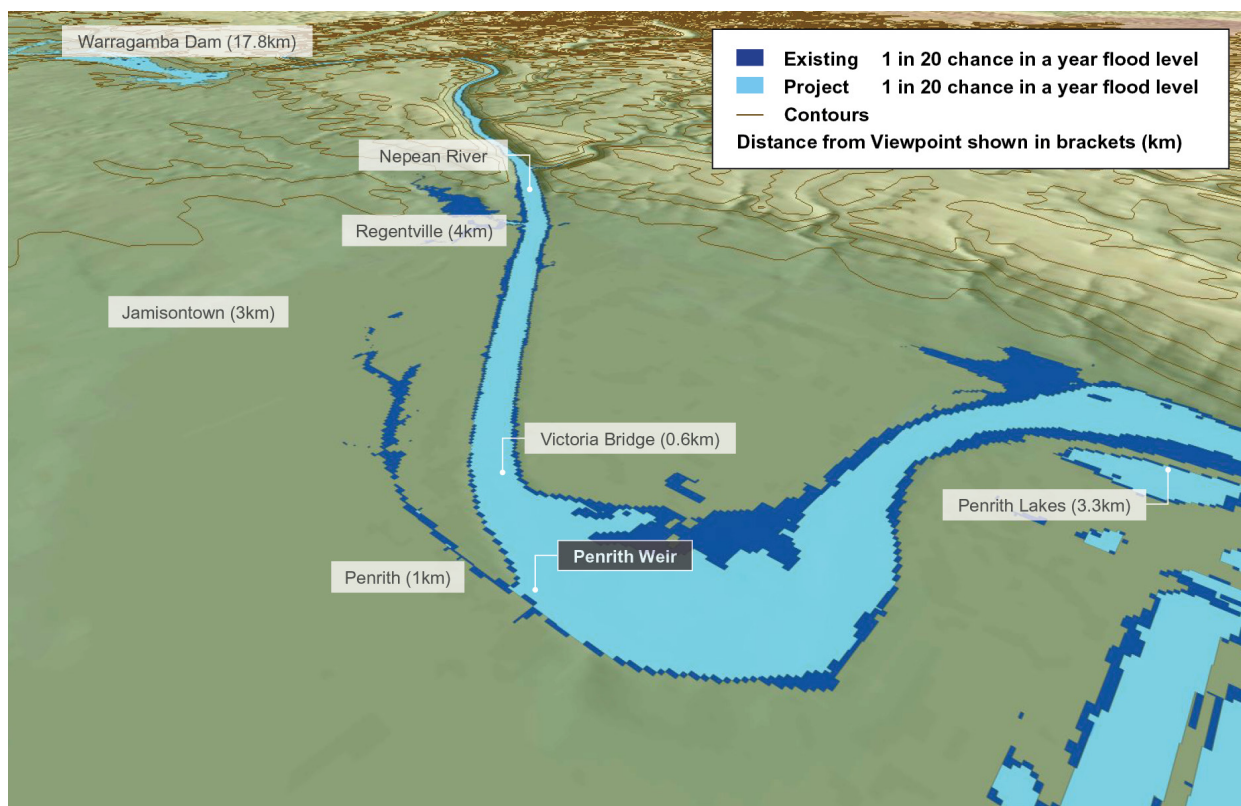 Warragamba Dam (17.8km)
Existing 1 in 20 chance in a year flood level
Project 1 in 20 chance in a year flood level
Contours
Distance from Viewpoint shown in brackets (km)
Nepean River
Regentville (4km)
Jamisontown (3km)
Victoria Bridge (0.6km)
Penrith Lakes (3.3km)
Penrith Weir
Penrith (1km)